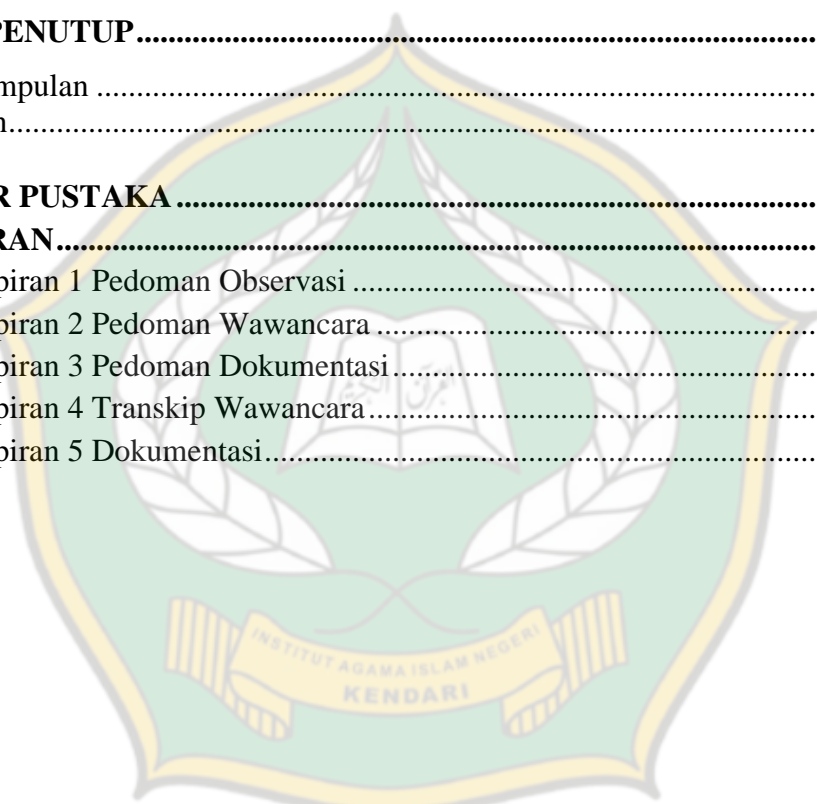 PENUTUP
mpulan
n
R PUSTAKA
RAN
piran 1 Pedoman Observasi
piran 2 Pedoman Wawancara
piran 3 Pedoman Dokumentasi
piran 4 Transkip Wawancara
piran 5 Dokumentasi
INSTITUT AGAMA ISLAM NEGERI
KENDARI